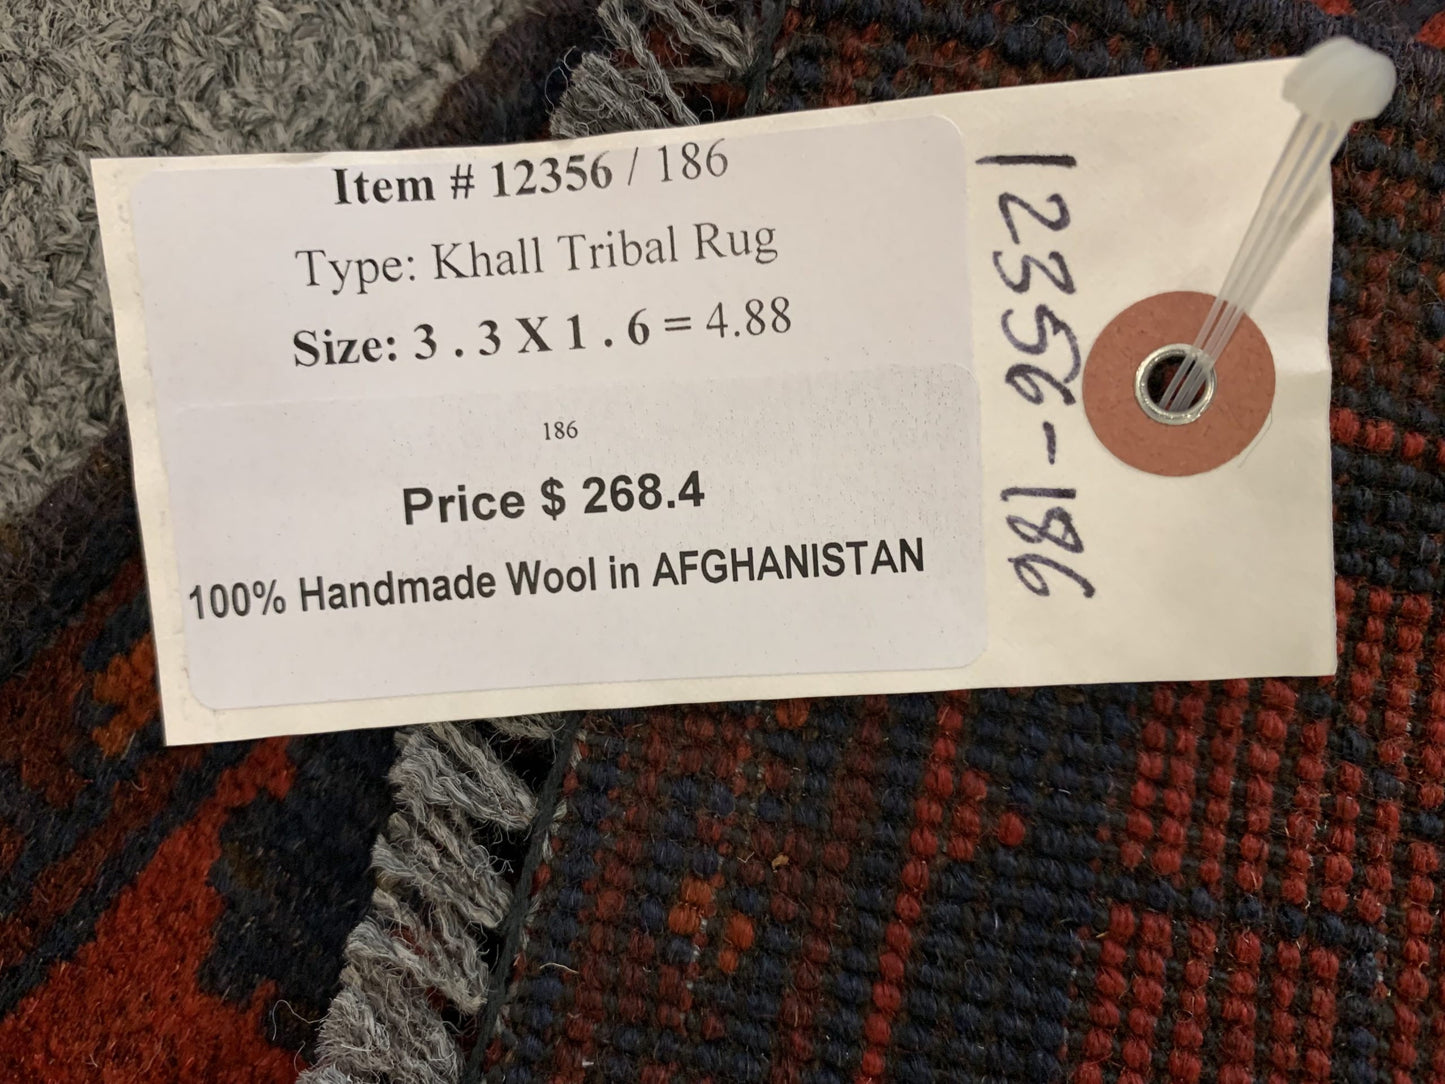 Item # 12356 / 186
Type: Khall Tribal Rug
Size: 3 . 3 X 1 . 6 = 4.88
186
Price $ 268.4
100% Handmade Wool in AFGHANISTAN
12356-186